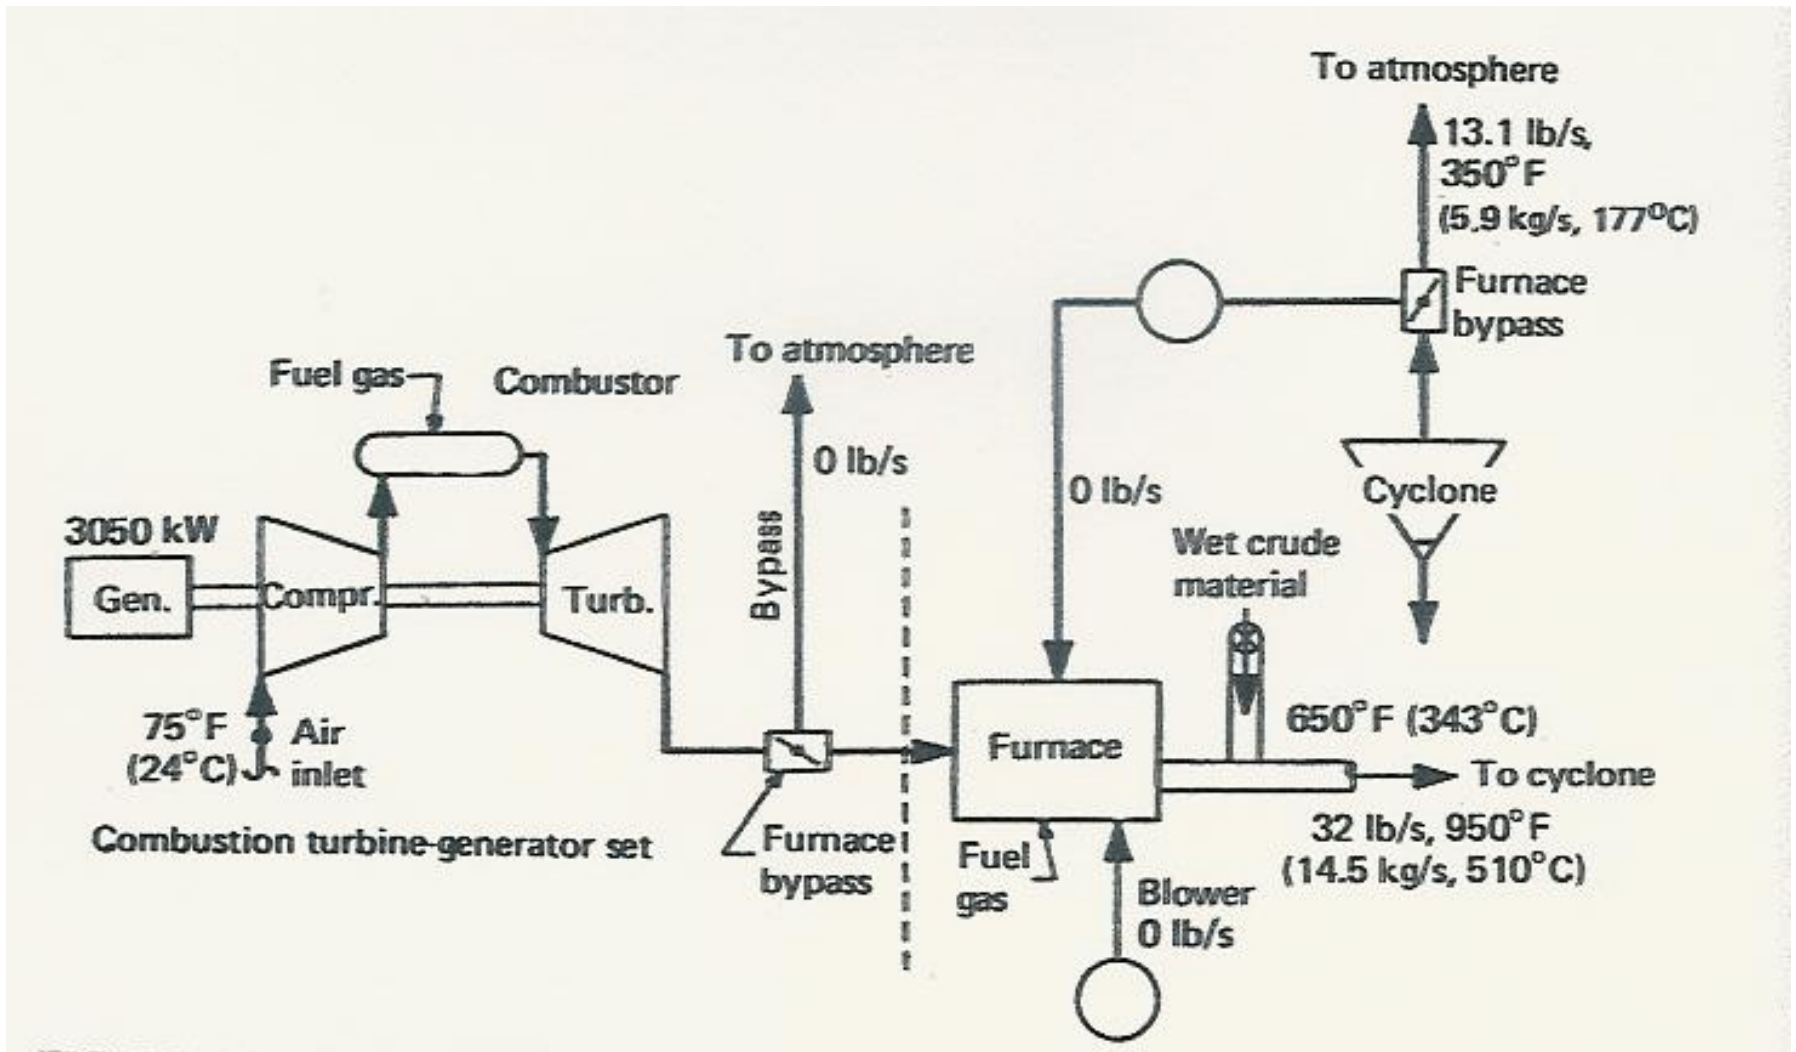 To atmosphere
13.1 lb/s,
350°F
(5.9 kg/s, 177°C)
Furnace
bypass
To atmosphere
Fuel gas
Combustor
0 lb/s
0 lb/s
Cyclone
3050 kW
Bypass
Wet crude
material
Gen.
Compr.
Turb.
75°F
(24°C)
Air
inlet
Furnace
650°F (343°C)
To cyclone
32 lb/s, 950°F
(14.5 kg/s, 510°C)
Combustion turbine-generator set
Furnace
bypass
Fuel
gas
Blower
0 lb/s